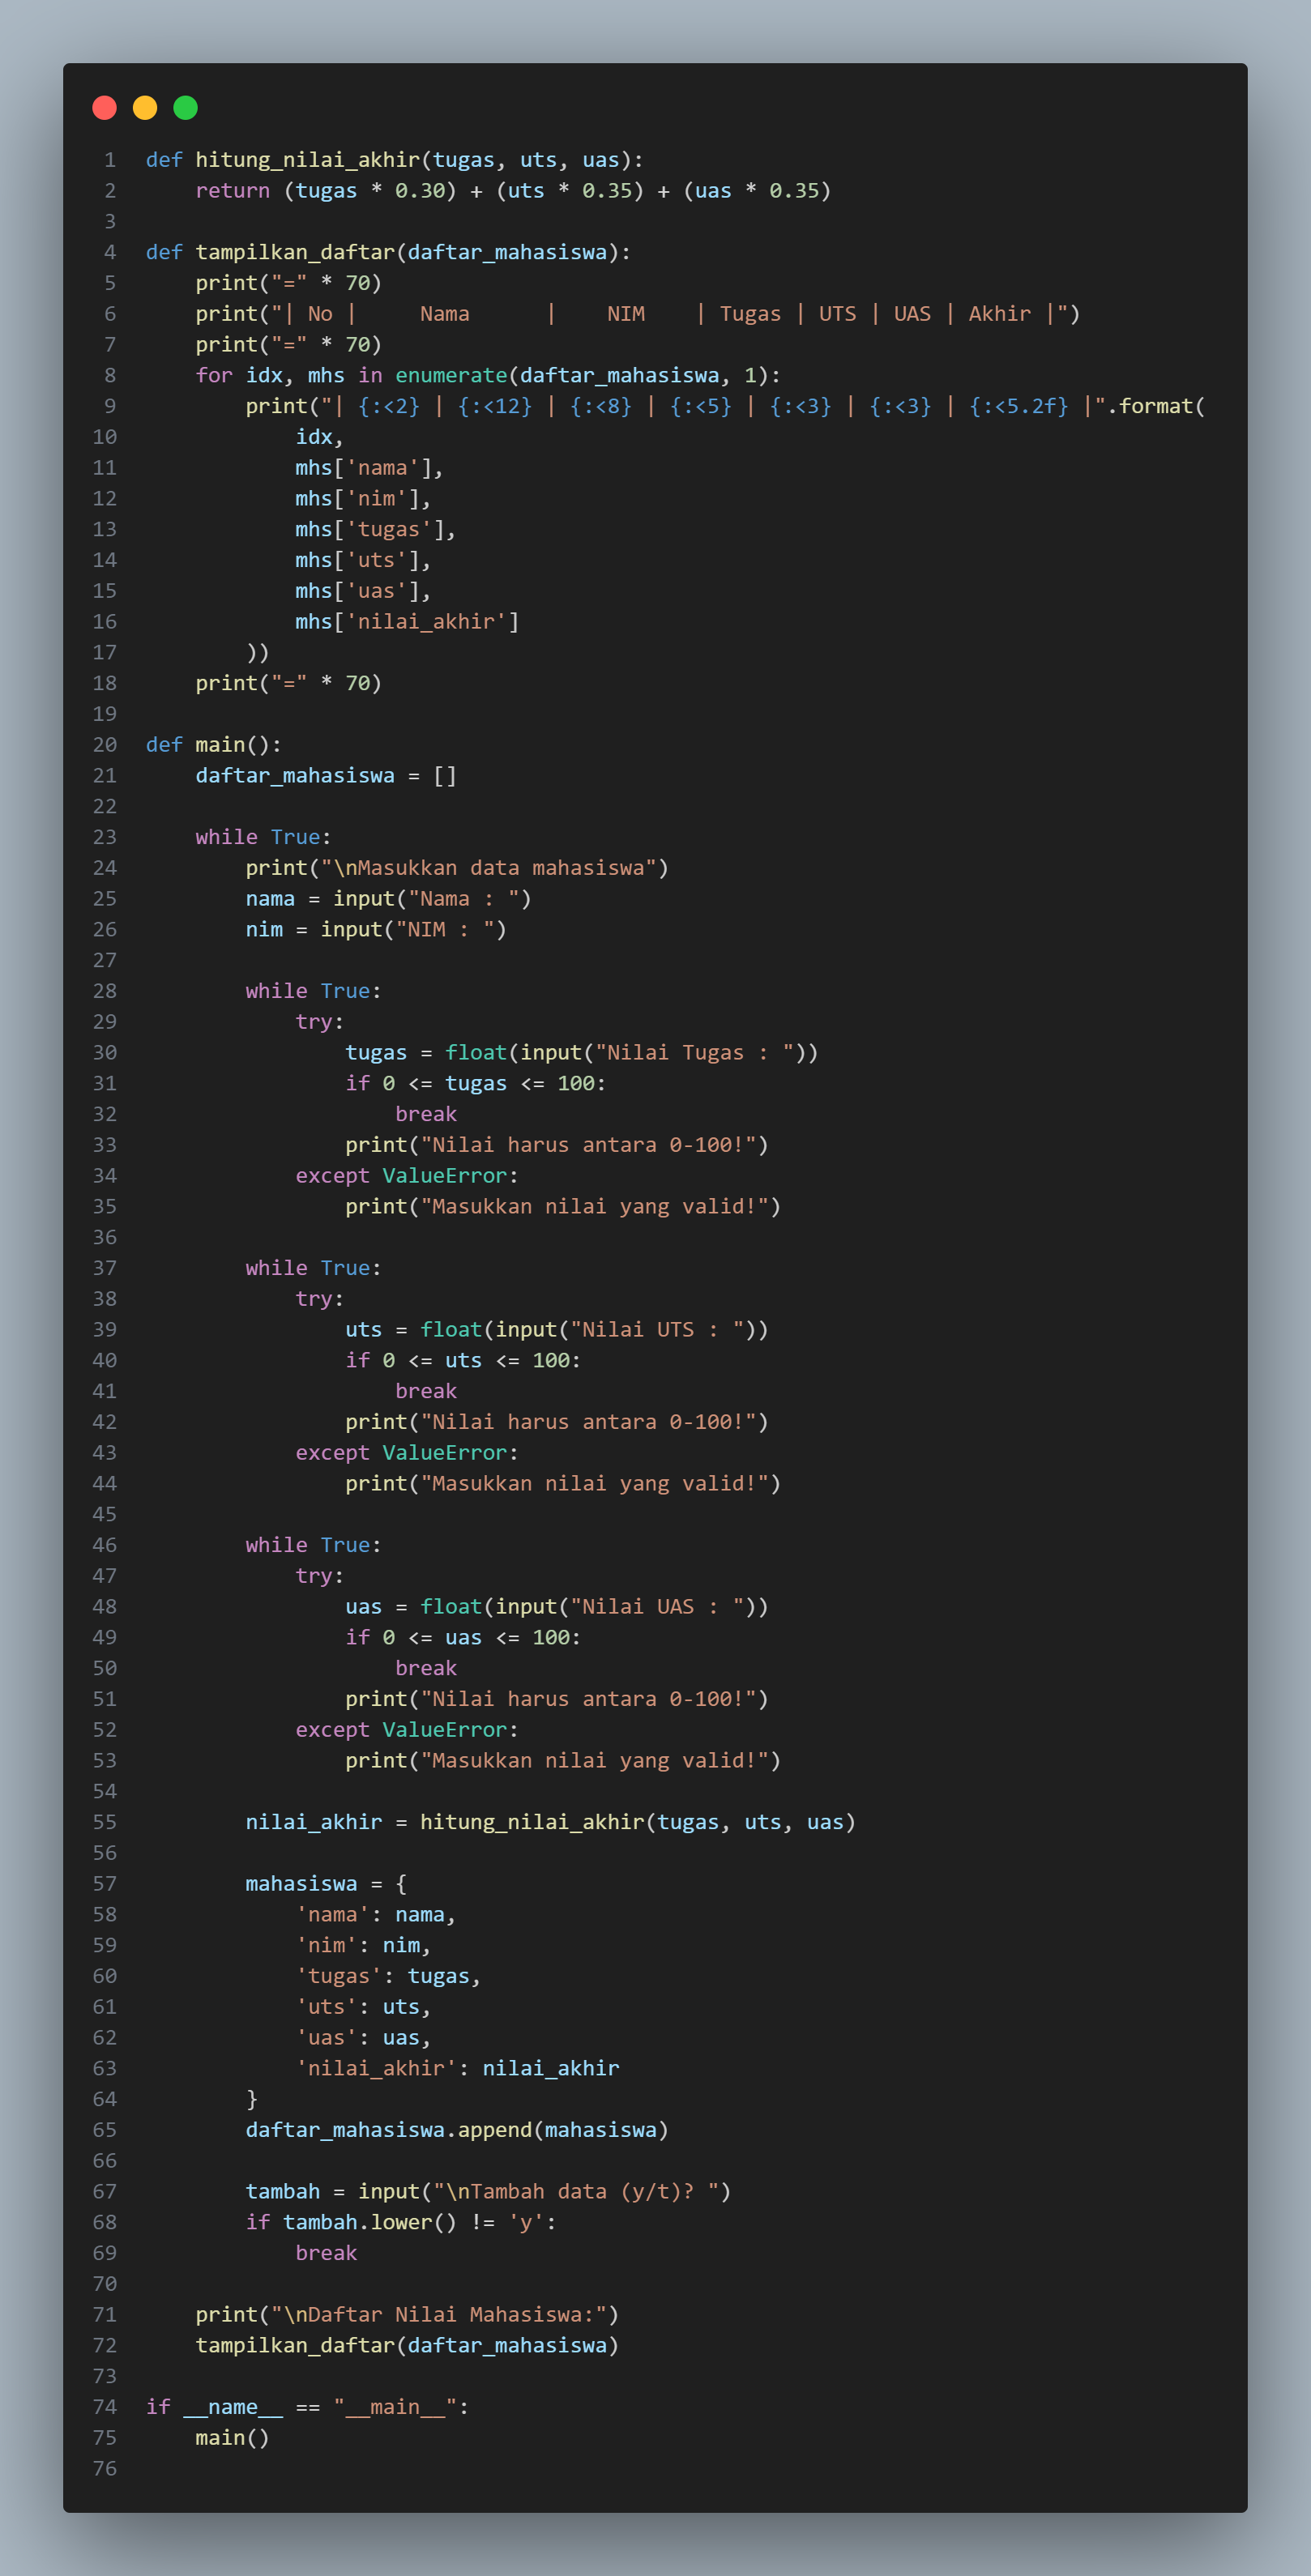 1 def hitung_nilai_akhir(tugas, uts, uas):
2     return (tugas * 0.30) + (uts * 0.35) + (uas * 0.35)
3
4 def tampilkan_daftar(daftar_mahasiswa):
5     print("=" * 70)
6     print("| No |     Nama      |    NIM    | Tugas | UTS | UAS | Akhir |")
7     print("=" * 70)
8     for idx, mhs in enumerate(daftar_mahasiswa, 1):
9         print("| {:<2} | {:<12} | {:<8} | {:<5} | {:<3} | {:<3} | {:<5.2f} |".format(
10             idx,
11             mhs['nama'],
12             mhs['nim'],
13             mhs['tugas'],
14             mhs['uts'],
15             mhs['uas'],
16             mhs['nilai_akhir']
17         ))
18     print("=" * 70)
19
20 def main():
21     daftar_mahasiswa = []
22
23     while True:
24         print("\nMasukkan data mahasiswa")
25         nama = input("Nama : ")
26         nim = input("NIM : ")
27
28         while True:
29             try:
30                 tugas = float(input("Nilai Tugas : "))
31                 if 0 <= tugas <= 100:
32                     break
33                 print("Nilai harus antara 0-100!")
34             except ValueError:
35                 print("Masukkan nilai yang valid!")
36
37         while True:
38             try:
39                 uts = float(input("Nilai UTS : "))
40                 if 0 <= uts <= 100:
41                     break
42                 print("Nilai harus antara 0-100!")
43             except ValueError:
44                 print("Masukkan nilai yang valid!")
45
46         while True:
47             try:
48                 uas = float(input("Nilai UAS : "))
49                 if 0 <= uas <= 100:
50                     break
51                 print("Nilai harus antara 0-100!")
52             except ValueError:
53                 print("Masukkan nilai yang valid!")
54
55         nilai_akhir = hitung_nilai_akhir(tugas, uts, uas)
56
57         mahasiswa = {
58             'nama': nama,
59             'nim': nim,
60             'tugas': tugas,
61             'uts': uts,
62             'uas': uas,
63             'nilai_akhir': nilai_akhir
64         }
65         daftar_mahasiswa.append(mahasiswa)
66
67         tambah = input("\nTambah data (y/t)? ")
68         if tambah.lower() != 'y':
69             break
70
71     print("\nDaftar Nilai Mahasiswa:")
72     tampilkan_daftar(daftar_mahasiswa)
73
74 if __name__ == "__main__":
75     main()
76